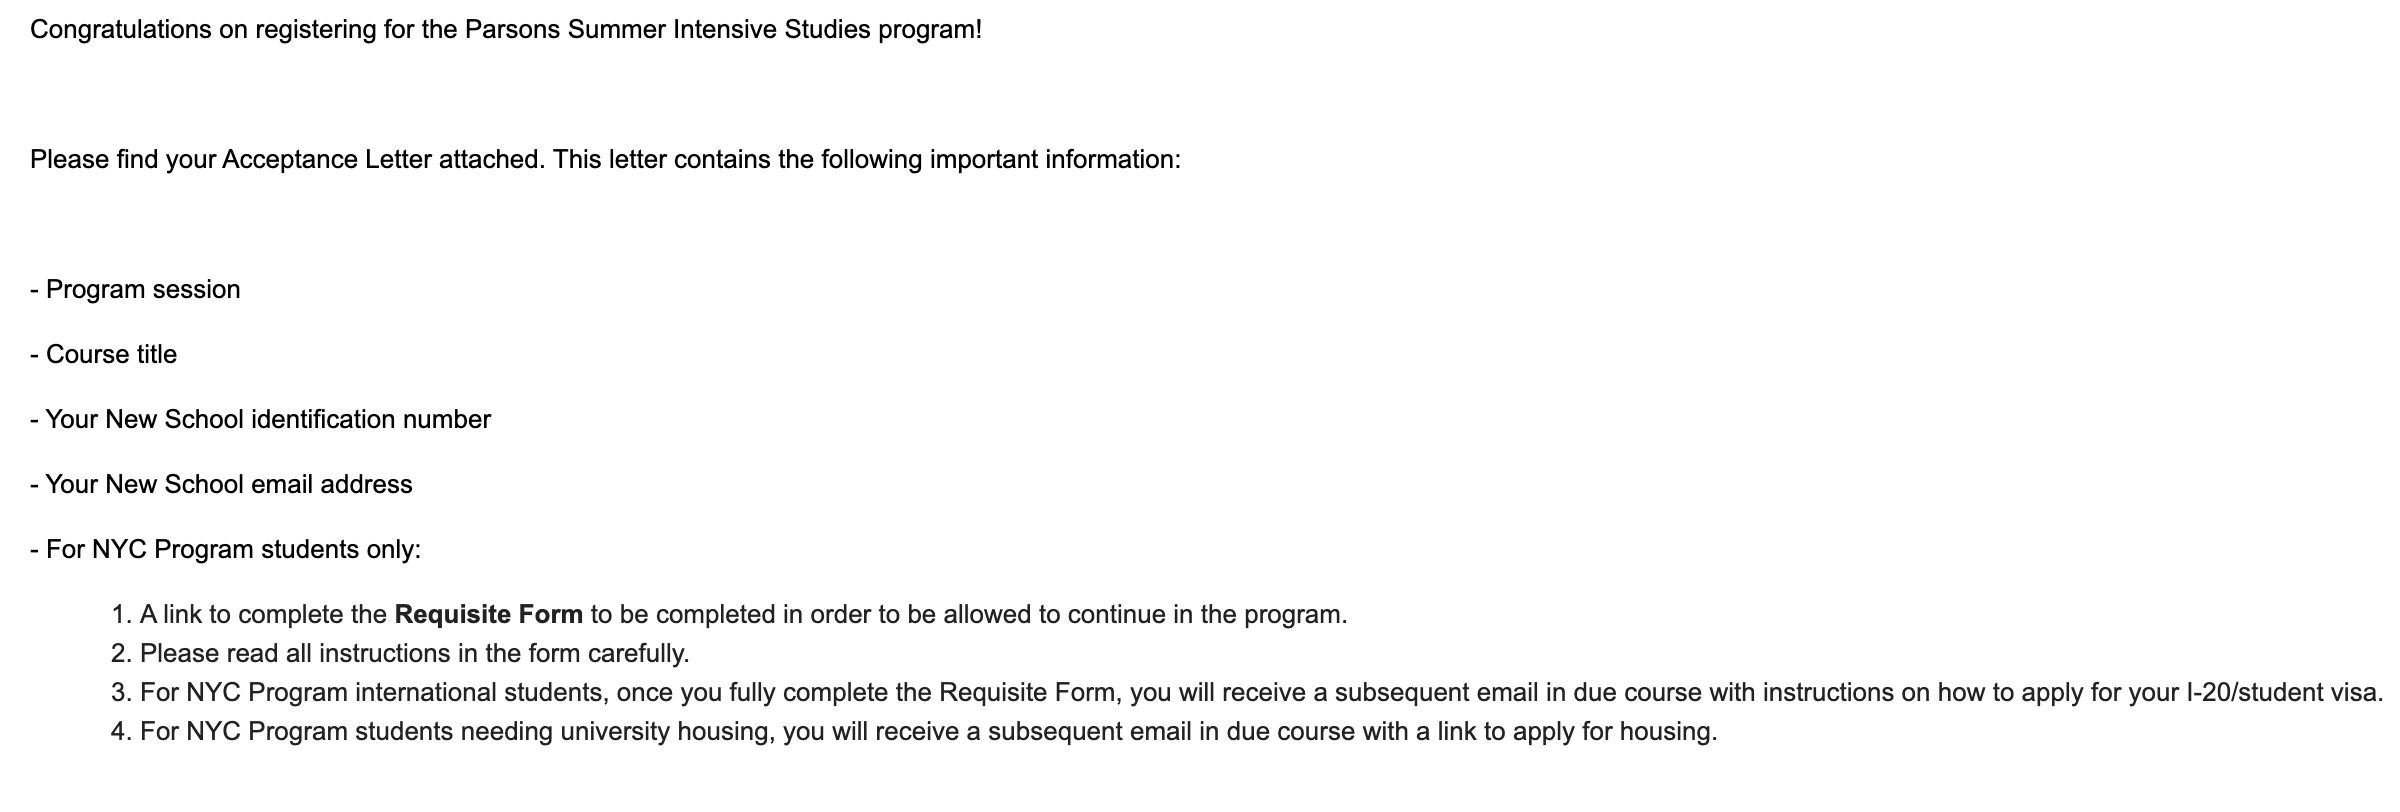 Congratulations on registering for the Parsons Summer Intensive Studies program!
Please find your Acceptance Letter attached. This letter contains the following important information:
- Program session
- Course title
- Your New School identification number
- Your New School email address
- For NYC Program students only:
1. A link to complete the Requisite Form to be completed in order to be allowed to continue in the program.
2. Please read all instructions in the form carefully.
3. For NYC Program international students, once you fully complete the Requisite Form, you will receive a subsequent email in due course with instructions on how to apply for your I-20/student visa.
4. For NYC Program students needing university housing, you will receive a subsequent email in due course with a link to apply for housing.